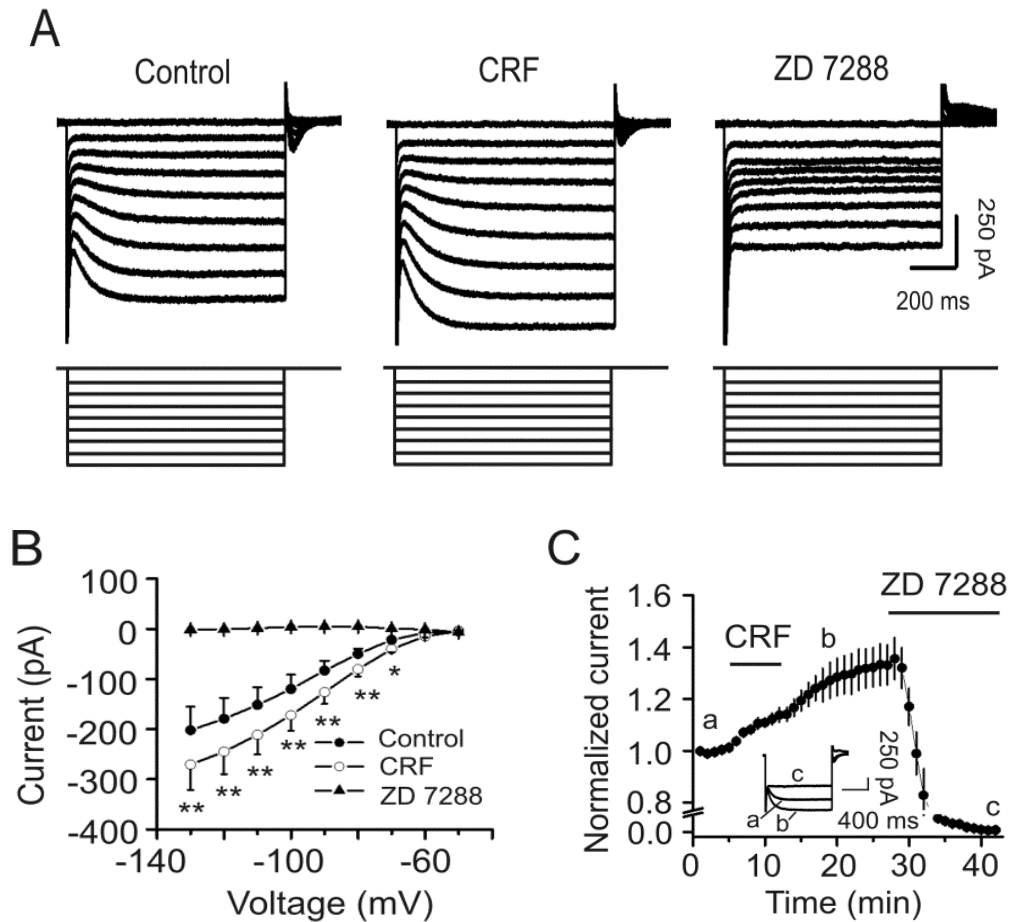 A
Control
CRF
ZD 7288
250 pA
200 ms
B
100
0
-100
-200
-300
-400
Current (pA)
*
**
**
**
**
**
**
Control
CRF
ZD 7288
-140
-100
-60
Voltage (mV)
C
ZD 7288
1.6
1.4
1.2
1.0
0.8
0.0
Normalized current
CRF
b
a
c
a
b
250 pA
400 ms
c
0
10
20
30
40
Time (min)